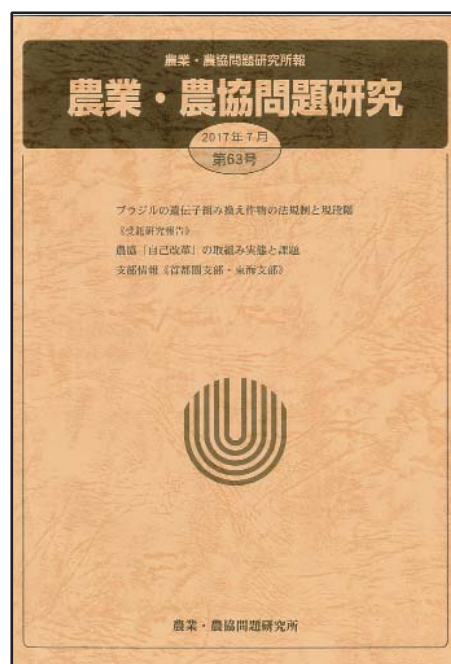 農業・農協問題研究所報
農業・農協問題研究
2017年7月
第63号
ブラジルの遺伝子組み換え作物の法規制と現段階
《受託研究報告》
農協「自己改革」の取組み実態と課題
支部情報《首都圏支部・東海支部》
農業・農協問題研究所